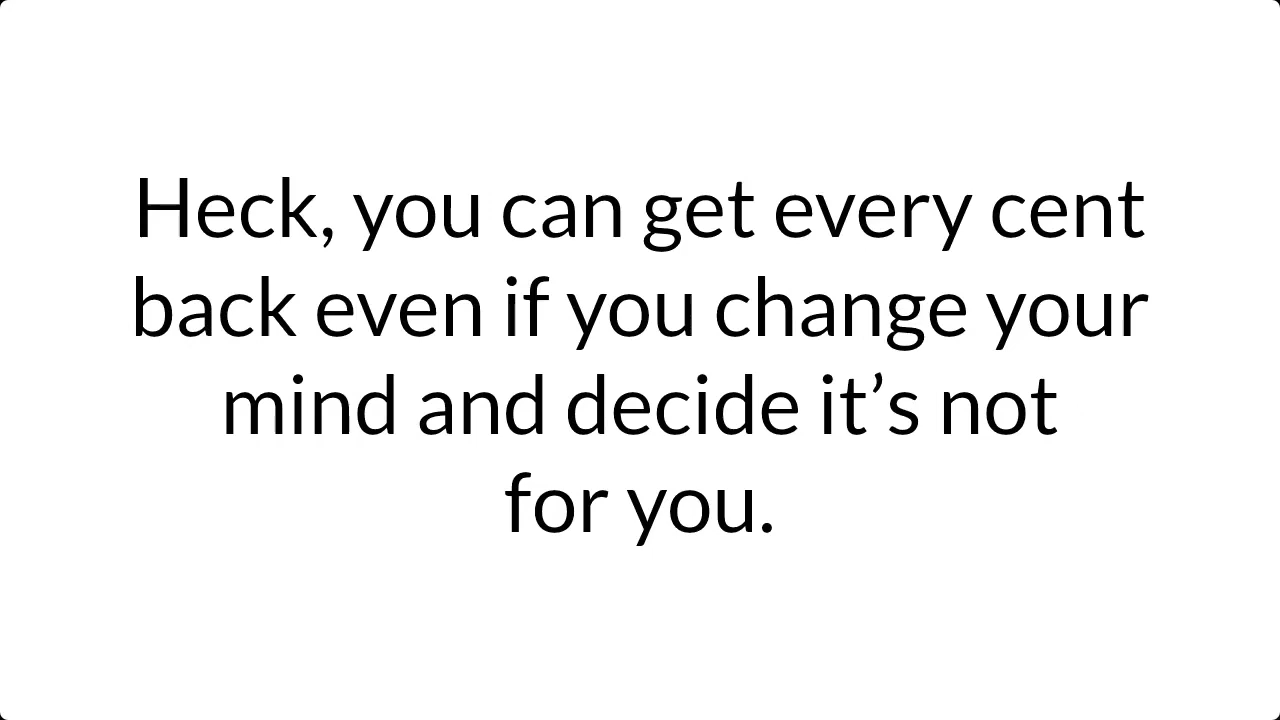 Heck, you can get every cent
back even if you change your
mind and decide it’s not
for you.